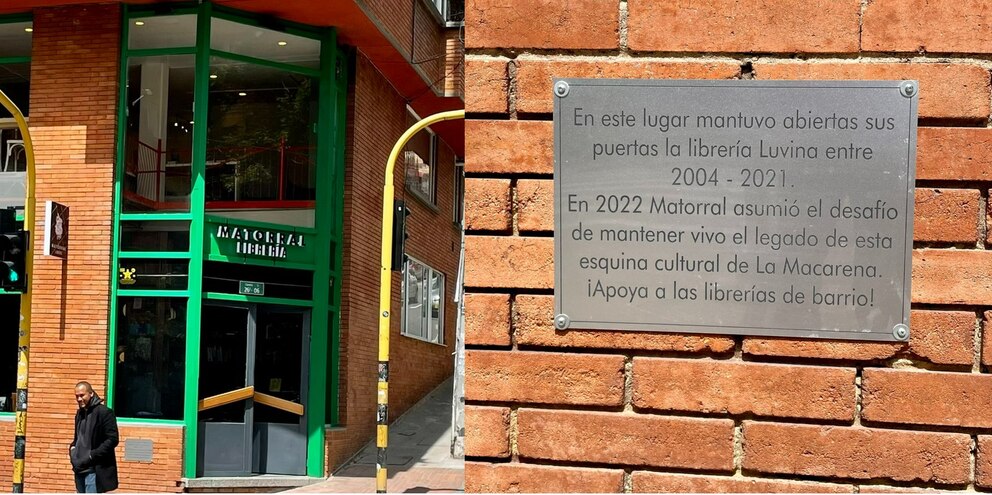 MATORRAL
LIBRERÍA
En este lugar mantuvo abiertas sus
puertas la librería Luvina entre
2004 - 2021.
En 2022 Matorral asumió el desafío
de mantener vivo el legado de esta
esquina cultural de La Macarena.
¡Apoya a las librerías de barrio!